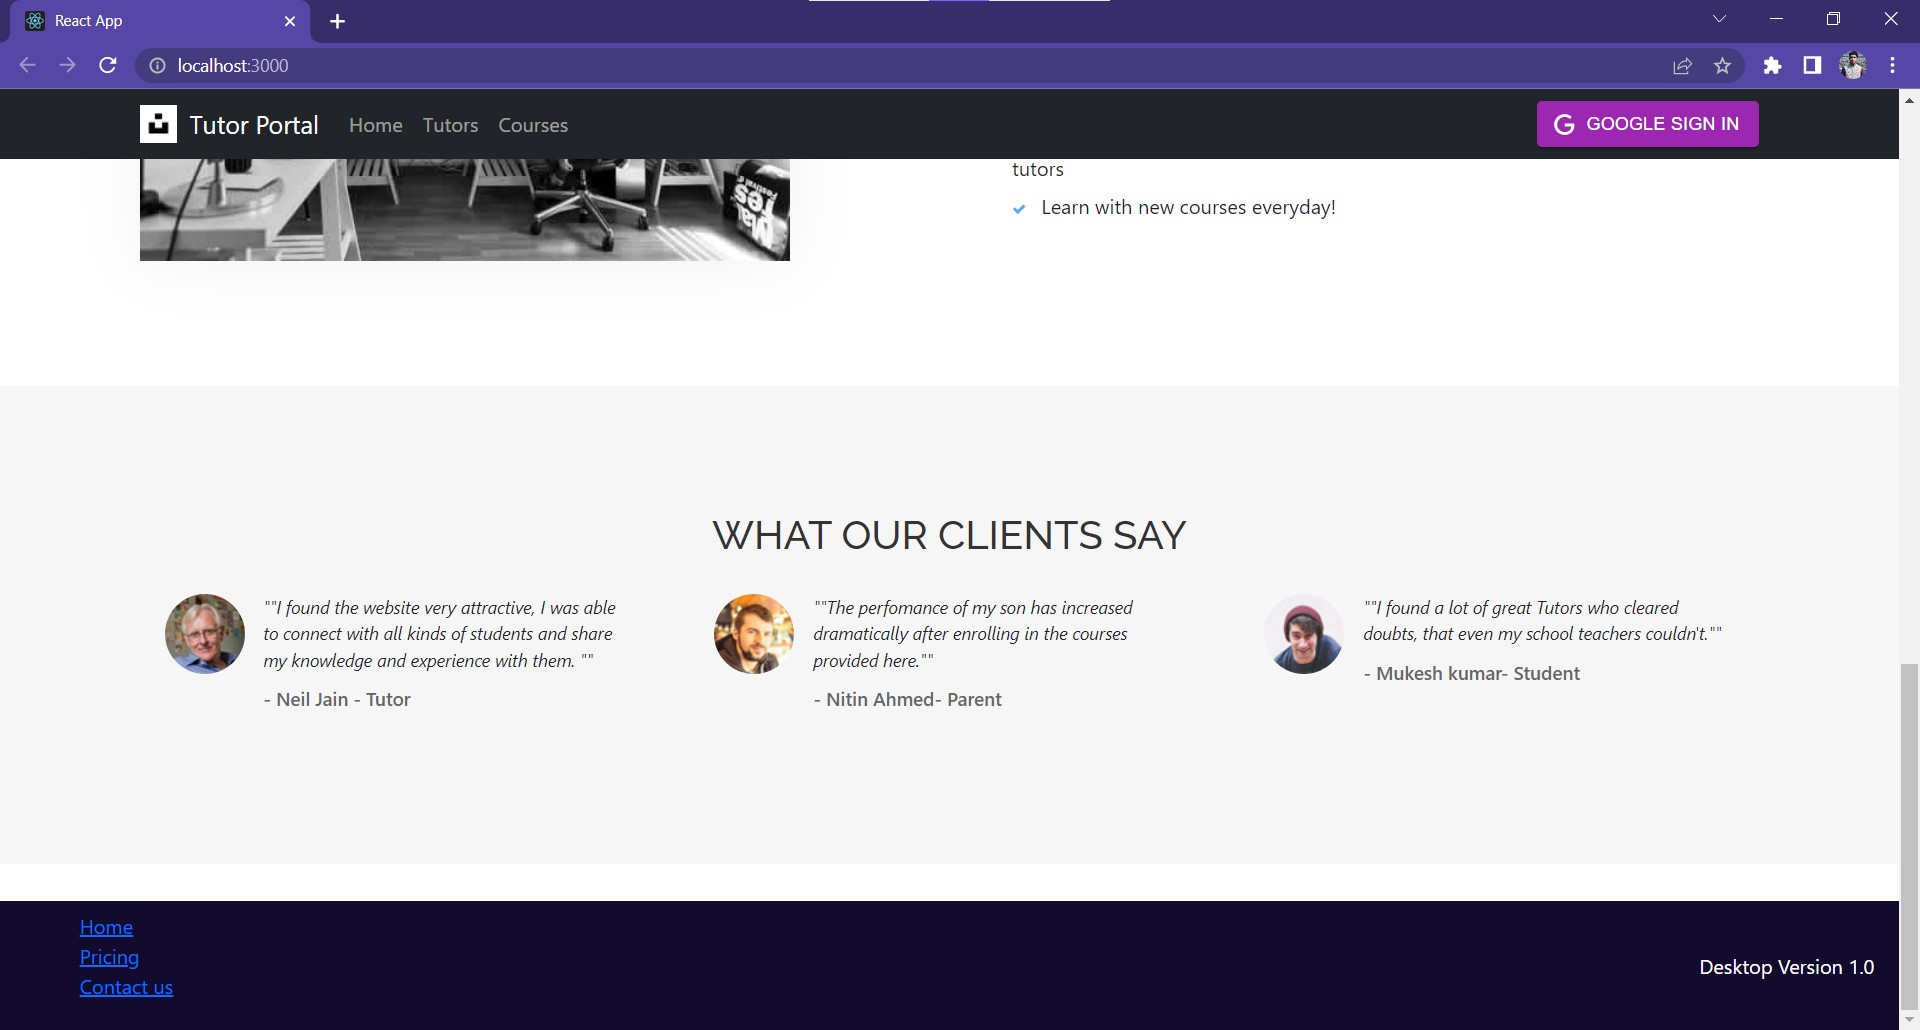 React App
localhost:3000
Tutor Portal Home Tutors Courses GOOGLE SIGN IN
tutors
Learn with new courses everyday!
WHAT OUR CLIENTS SAY
""I found the website very attractive, I was able
to connect with all kinds of students and share
my knowledge and experience with them. ""
- Neil Jain - Tutor
""The perfomance of my son has increased
dramatically after enrolling in the courses
provided here.""
- Nitin Ahmed- Parent
""I found a lot of great Tutors who cleared
doubts, that even my school teachers couldn't.""
- Mukesh kumar- Student
Home
Pricing
Contact us
Desktop Version 1.0